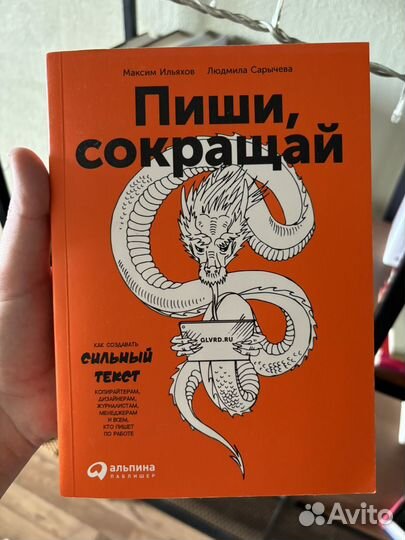 Максим Ильяхов Людмила Сарычева
Пиши,
сокращай
GLVRD.RU
КАК СОЗДАВАТЬ
СИЛЬНЫЙ
ТЕКСТ
КОПИРАЙТЕРАМ,
ДИЗАЙНЕРАМ,
ЖУРНАЛИСТАМ,
МЕНЕДЖЕРАМ
И ВСЕМ,
КТО ПИШЕТ
ПО РАБОТЕ
альпина
ПАБЛИШЕР
Avito